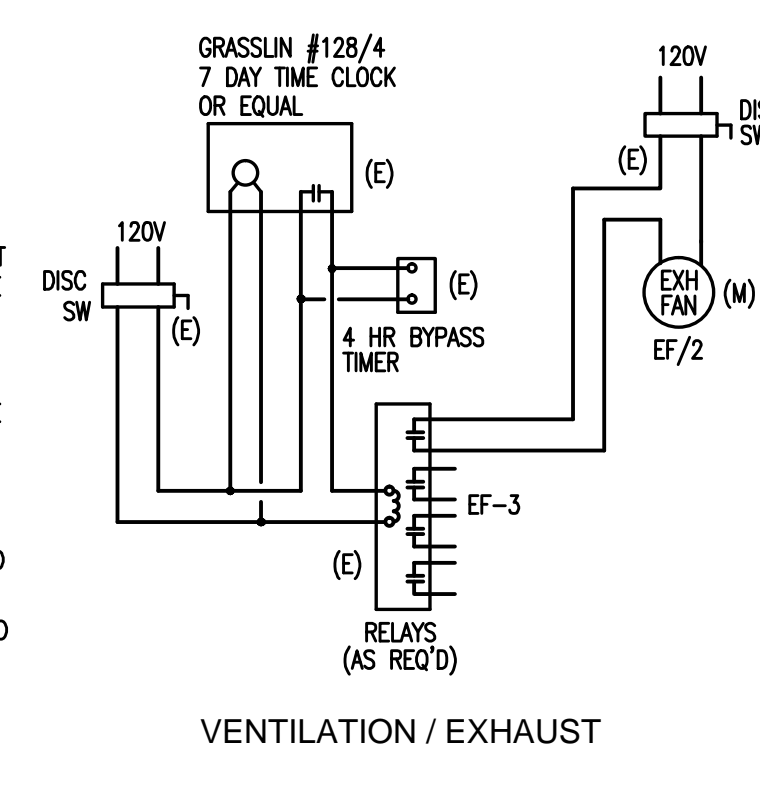 GRASSLIN #128/4
7 DAY TIME CLOCK
OR EQUAL
120V
(E)
(E)
120V
DISC
SW
(E)
(E)
4 HR BYPASS
TIMER
EXH
FAN
(M)
EF/2
EF-3
(E)
RELAYS
(AS REQ'D)
VENTILATION / EXHAUST